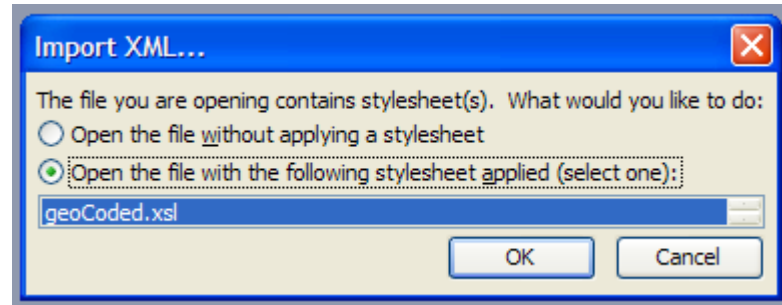 Import XML...
The file you are opening contains stylesheet(s). What would you like to do:
Open the file without applying a stylesheet
Open the file with the following stylesheet applied (select one):
geoCoded.xsl
OK Cancel